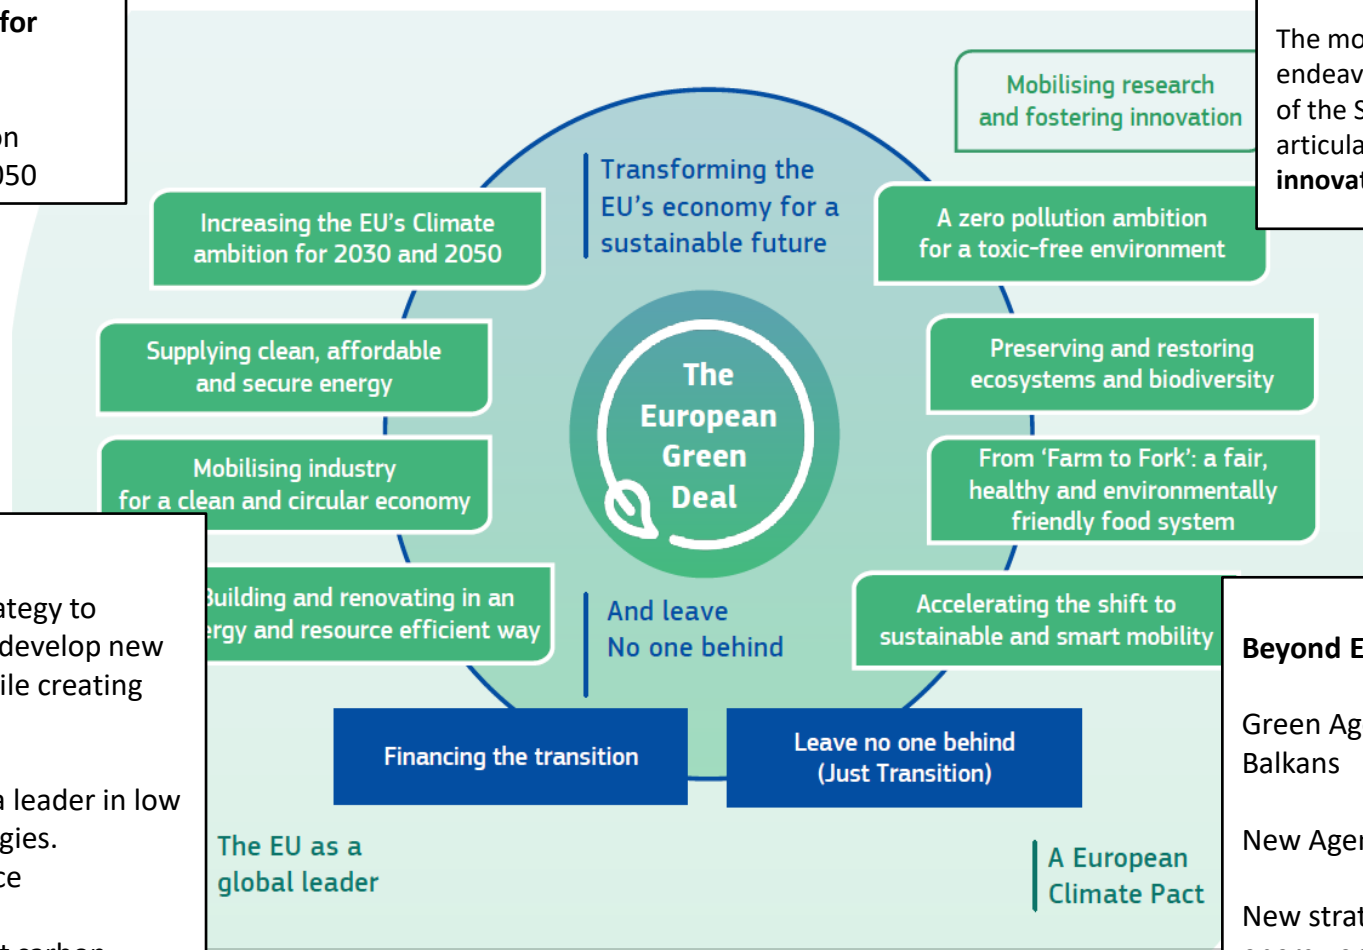 for
on
050
The mo
endeav
of the S
articula
innovat
Mobilising research
and fostering innovation
Transforming the
EU's economy for a
sustainable future
Increasing the EU's Climate
ambition for 2030 and 2050
A zero pollution ambition
for a toxic-free environment
Supplying clean, affordable
and secure energy
Preserving and restoring
ecosystems and biodiversity
The
European
Green
Deal
Mobilising industry
for a clean and circular economy
From ‘Farm to Fork’: a fair,
healthy and environmentally
friendly food system
Building and renovating in an
ergy and resource efficient way
And leave
No one behind
Accelerating the shift to
sustainable and smart mobility
ategy to
develop new
ile creating
a leader in low
gies.
ce
t carbon
Financing the transition
Leave no one behind
(Just Transition)
The EU as a
global leader
A European
Climate Pact
Beyond E
Green Ag
Balkans
New Agen
New strat